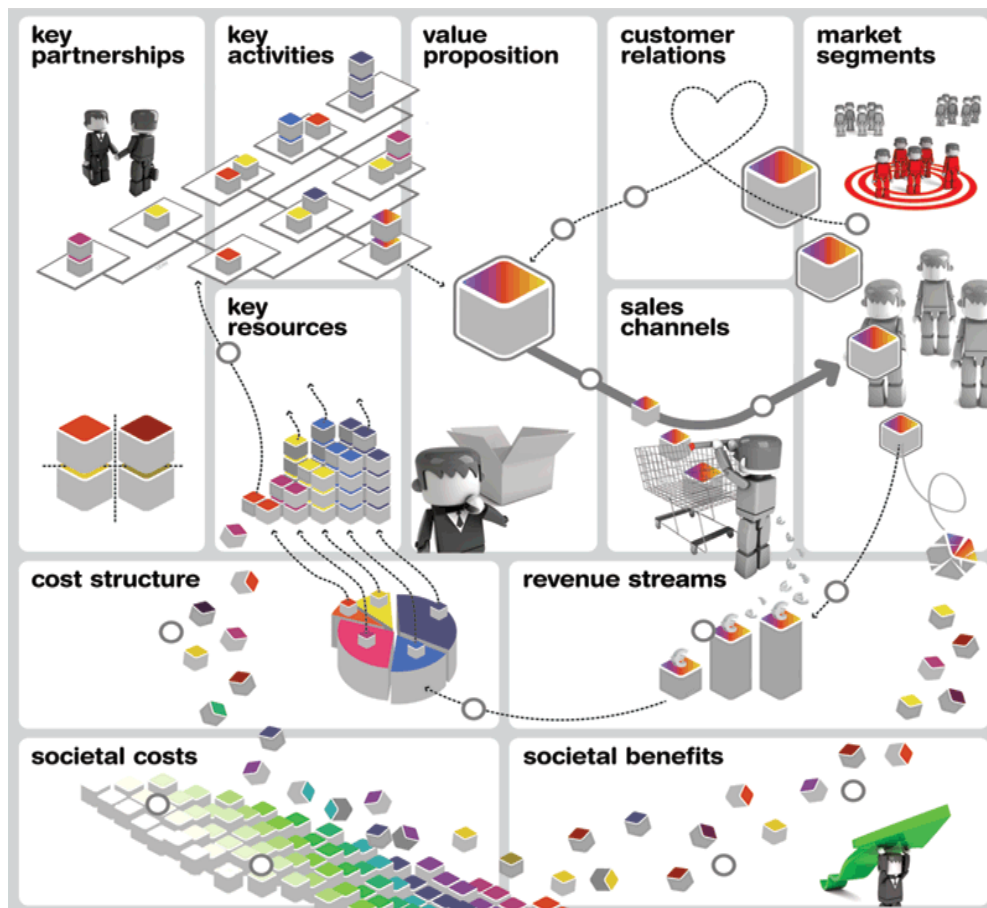 key
partnerships
key
activities
value
proposition
customer
relations
market
segments
key
resources
sales
channels
cost structure
revenue streams
€
€
€
societal costs
societal benefits